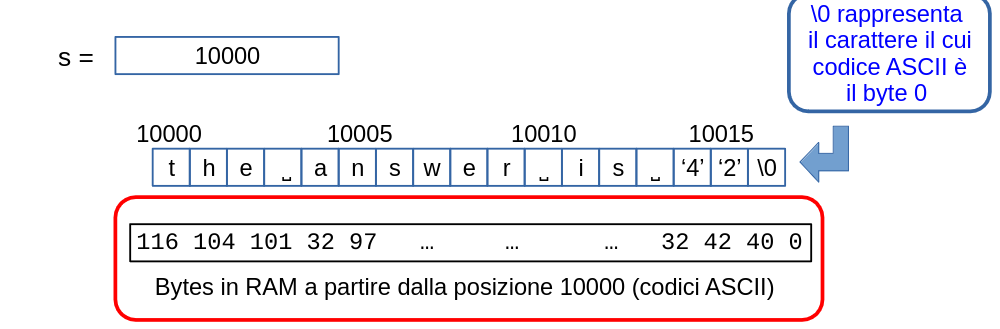 \0 rappresenta
il carattere il cui
codice ASCII è
il byte 0
s = 10000
10000 10005 10010 10015
t h e ␣ a n s w e r ␣ i s ␣ ‘4’ ‘2’ \0
116 104 101 32 97 … … … 32 42 40 0
Bytes in RAM a partire dalla posizione 10000 (codici ASCII)